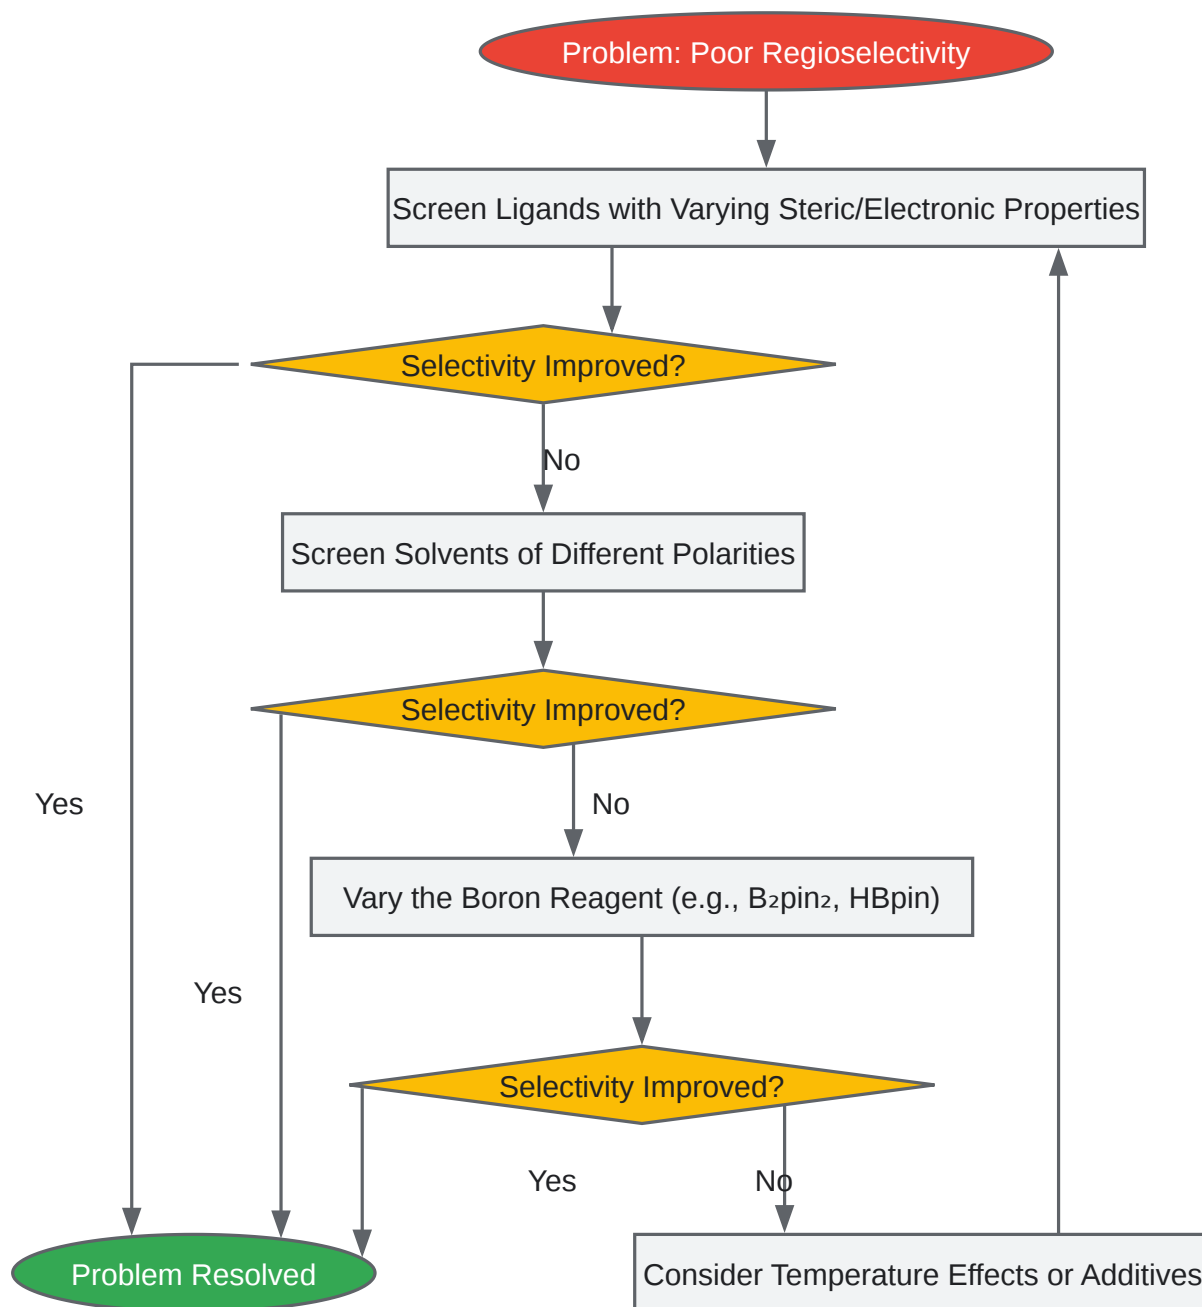 Problem: Poor Regioselectivity
Screen Ligands with Varying Steric/Electronic Properties
Selectivity Improved?
No
Screen Solvents of Different Polarities
Selectivity Improved?
Yes
No
Vary the Boron Reagent (e.g., B₂pin₂, HBpin)
Yes
Selectivity Improved?
Yes
No
Problem Resolved
Consider Temperature Effects or Additives